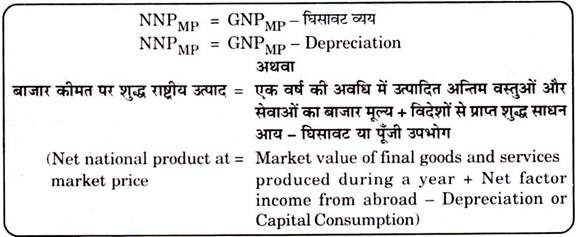 NNP_MP = GNP_MP – घिसावट व्यय
NNP_MP = GNP_MP – Depreciation
अथवा
बाजार कीमत पर शुद्ध राष्ट्रीय उत्पाद = एक वर्ष की अवधि में उत्पादित अन्तिम वस्तुओं और
सेवाओं का बाजार मूल्य + विदेशों से प्राप्त शुद्ध साधन
आय – घिसावट या पूँजी उपभोग
(Net national product at = Market value of final goods and services
market price produced during a year + Net factor
income from abroad – Depreciation or
Capital Consumption)